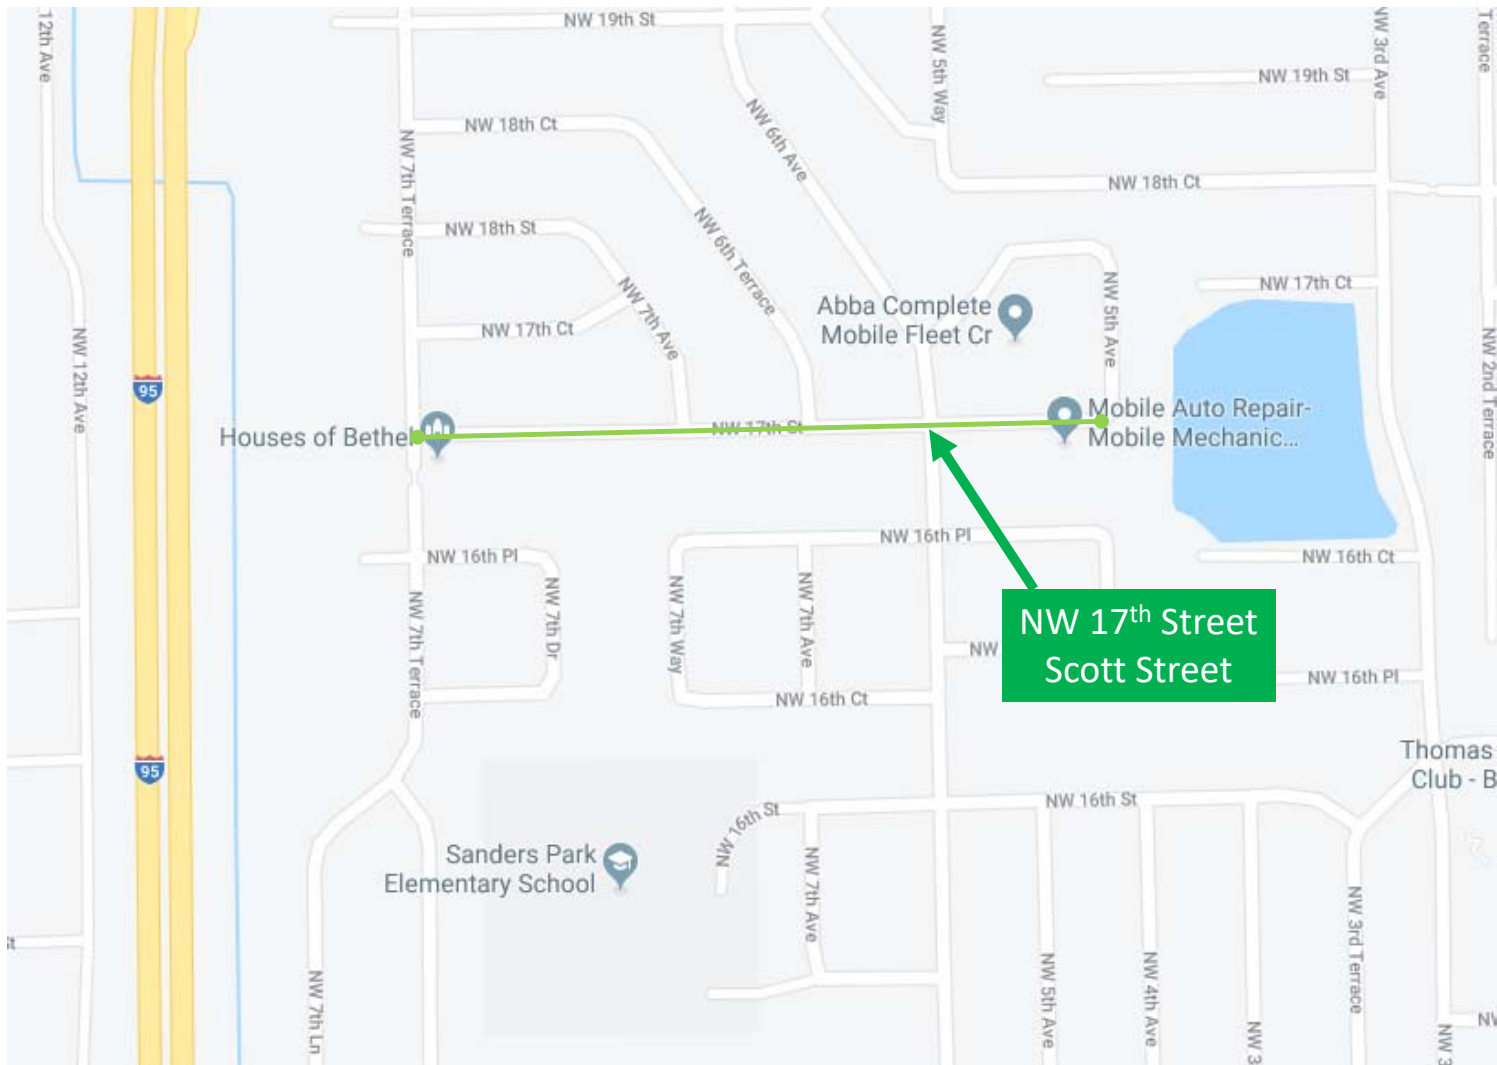 12th Ave
NW 19th St
NW 5th Way
NW 3rd Ave
Terrace
NW 19th St
NW 18th Ct
NW 6th Ave
NW 7th Terrace
NW 18th Ct
NW 18th St
NW 6th Terrace
NW 7th Ave
NW 17th Ct
NW 5th Ave
NW 17th Ct
Abba Complete
Mobile Fleet Cr
NW 12th Ave
NW 2nd Terrace
95
Mobile Auto Repair-
Mobile Mechanic...
Houses of Bethel
NW 17th St
NW 16th Pl
NW 16th Pl
NW 16th Ct
NW 7th Terrace
NW 7th Dr
NW 7th Way
NW 7th Ave
NW 17th Street
Scott Street
NW
NW 16th Pl
NW 16th Ct
95
Thomas
Club - B
NW 16th St
NW 16th St
Sanders Park
Elementary School
NW 7th Ave
NW 3rd Terrace
St
NW 7th Ln
NW 5th Ave
NW 4th Ave
NW 3
NW 3
NW